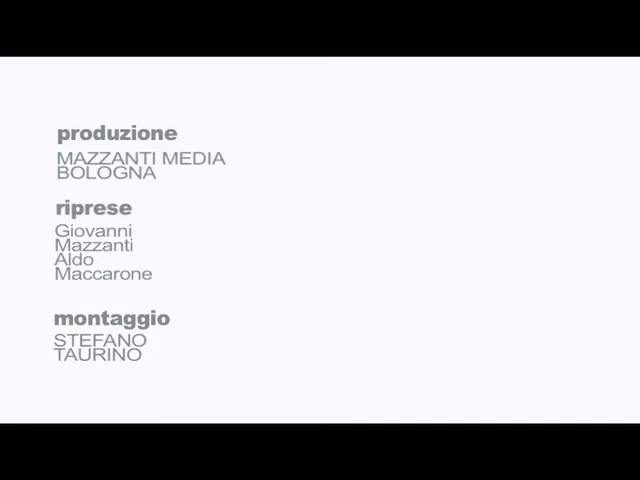 produzione
MAZZANTI MEDIA
BOLOGNA
riprese
Giovanni
Mazzanti
Aldo
Maccarone
montaggio
STEFANO
TAURINO